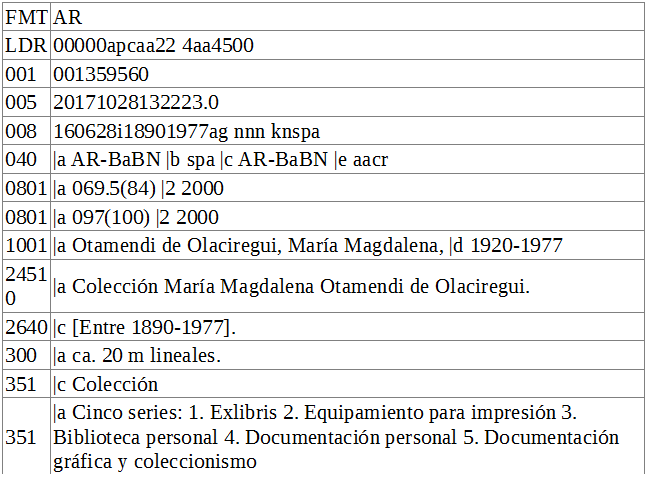 FMT AR
LDR 00000apcaa22 4aa4500
001 001359560
005 20171028132223.0
008 160628i18901977ag nnn knspa
040 |a AR-BaBN |b spa |c AR-BaBN |e aacr
0801 |a 069.5(84) |2 2000
0801 |a 097(100) |2 2000
1001 |a Otamendi de Olaciregui, María Magdalena, |d 1920-1977
2451
0 |a Colección María Magdalena Otamendi de Olaciregui.
2640 |c [Entre 1890-1977].
300 |a ca. 20 m lineales.
351 |c Colección
351 |a Cinco series: 1. Exlibris 2. Equipamiento para impresión 3.
Biblioteca personal 4. Documentación personal 5. Documentación
gráfica y coleccionismo